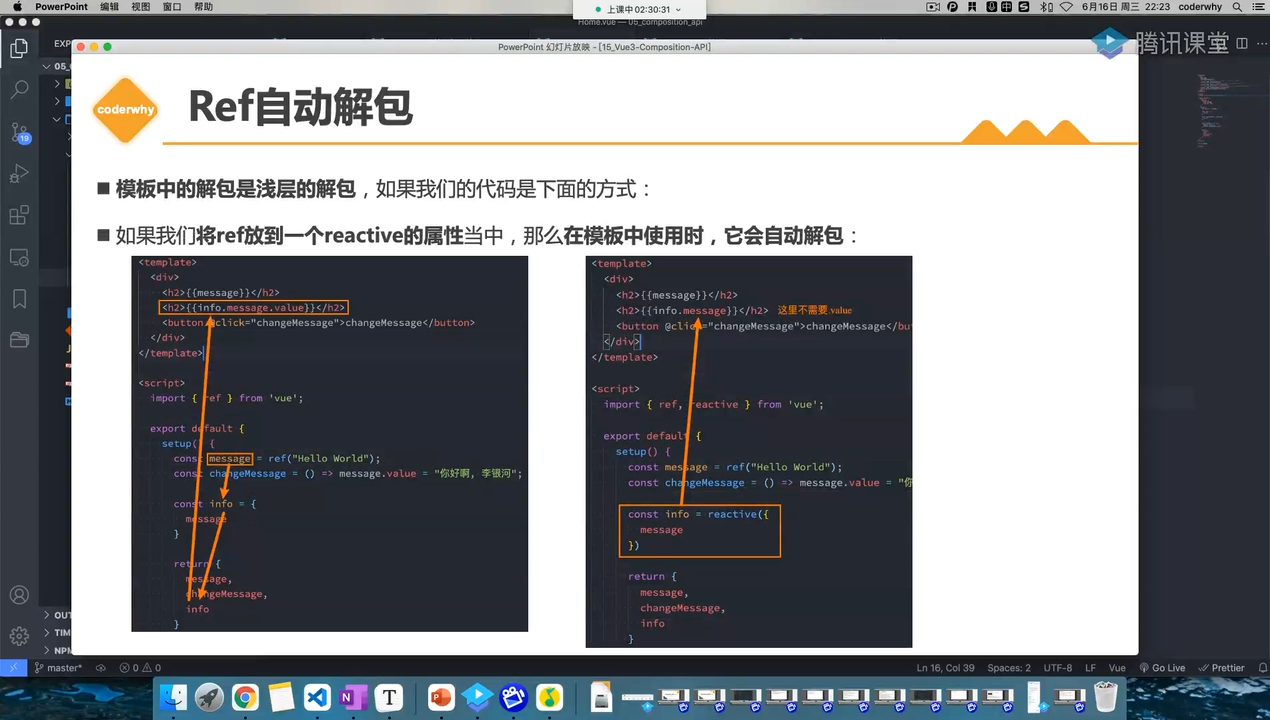 PowerPoint 编辑 视图 窗口 帮助
上课中 02:30:31
6月16日 周三 22:23 coderwhy
Home.vue — 05_composition_api
PowerPoint 幻灯片放映 - [15_Vue3-Composition-API]
腾讯课堂
coderwhy
Ref自动解包
■ 模板中的解包是浅层的解包，如果我们的代码是下面的方式：
■ 如果我们将ref放到一个reactive的属性当中，那么在模板中使用时，它会自动解包：
<template>
<div>
<h2>{{message}}</h2>
<h2>{{info.message.value}}</h2>
<button @click="changeMessage">changeMessage</button>
</div>
</template>
<script>
import { ref } from 'vue';
export default {
setup() {
const message = ref("Hello World");
const changeMessage = () => message.value = "你好啊, 李银河";
const info = {
message
}
return {
message,
changeMessage,
info
}
<template>
<div>
<h2>{{message}}</h2>
<h2>{{info.message}}</h2> 这里不需要.value
<button @click="changeMessage">changeMessage</but
</div>
</template>
<script>
import { ref, reactive } from 'vue';
export default {
setup() {
const message = ref("Hello World");
const changeMessage = () => message.value = "你
const info = reactive({
message
})
return {
message,
changeMessage,
info
}
EXP
05_
19
OUT
TIM
NPM
master*
0 0
Ln 16, Col 39 Spaces: 2 UTF-8 LF Vue Go Live Prettier